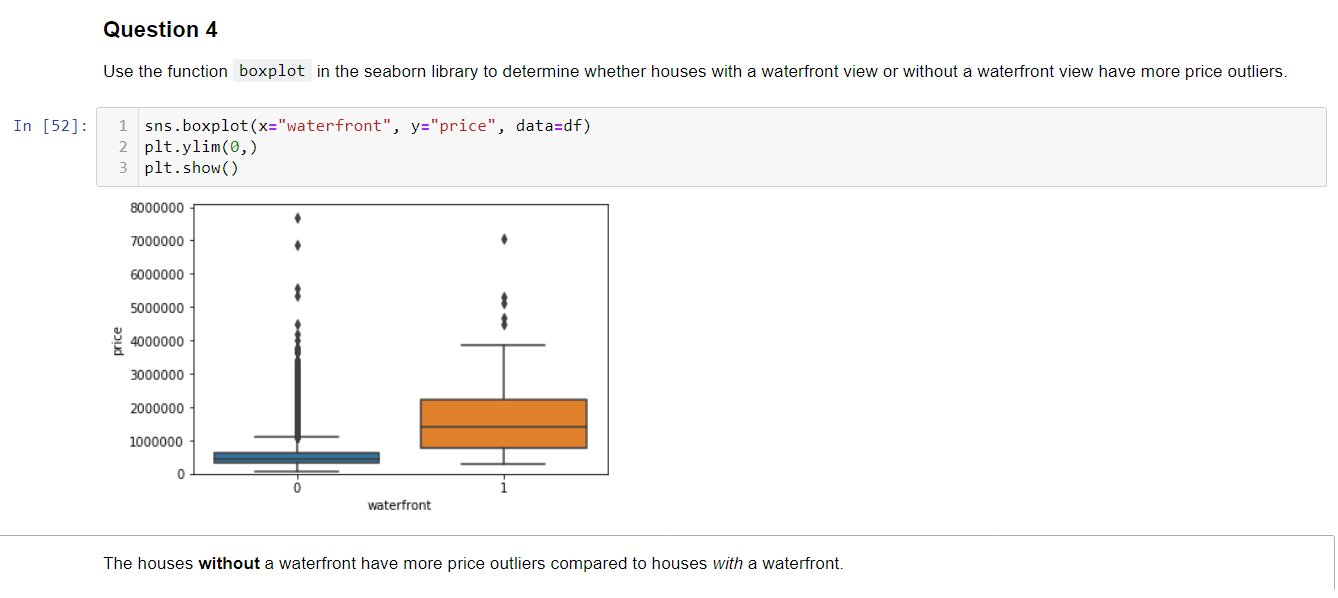 Question 4
Use the function boxplot in the seaborn library to determine whether houses with a waterfront view or without a waterfront view have more price outliers.
In [52]:
1 sns.boxplot(x="waterfront", y="price", data=df)
2 plt.ylim(0,)
3 plt.show()
8000000
7000000
6000000
5000000
4000000
3000000
2000000
1000000
0
price
0 1
waterfront
The houses without a waterfront have more price outliers compared to houses with a waterfront.